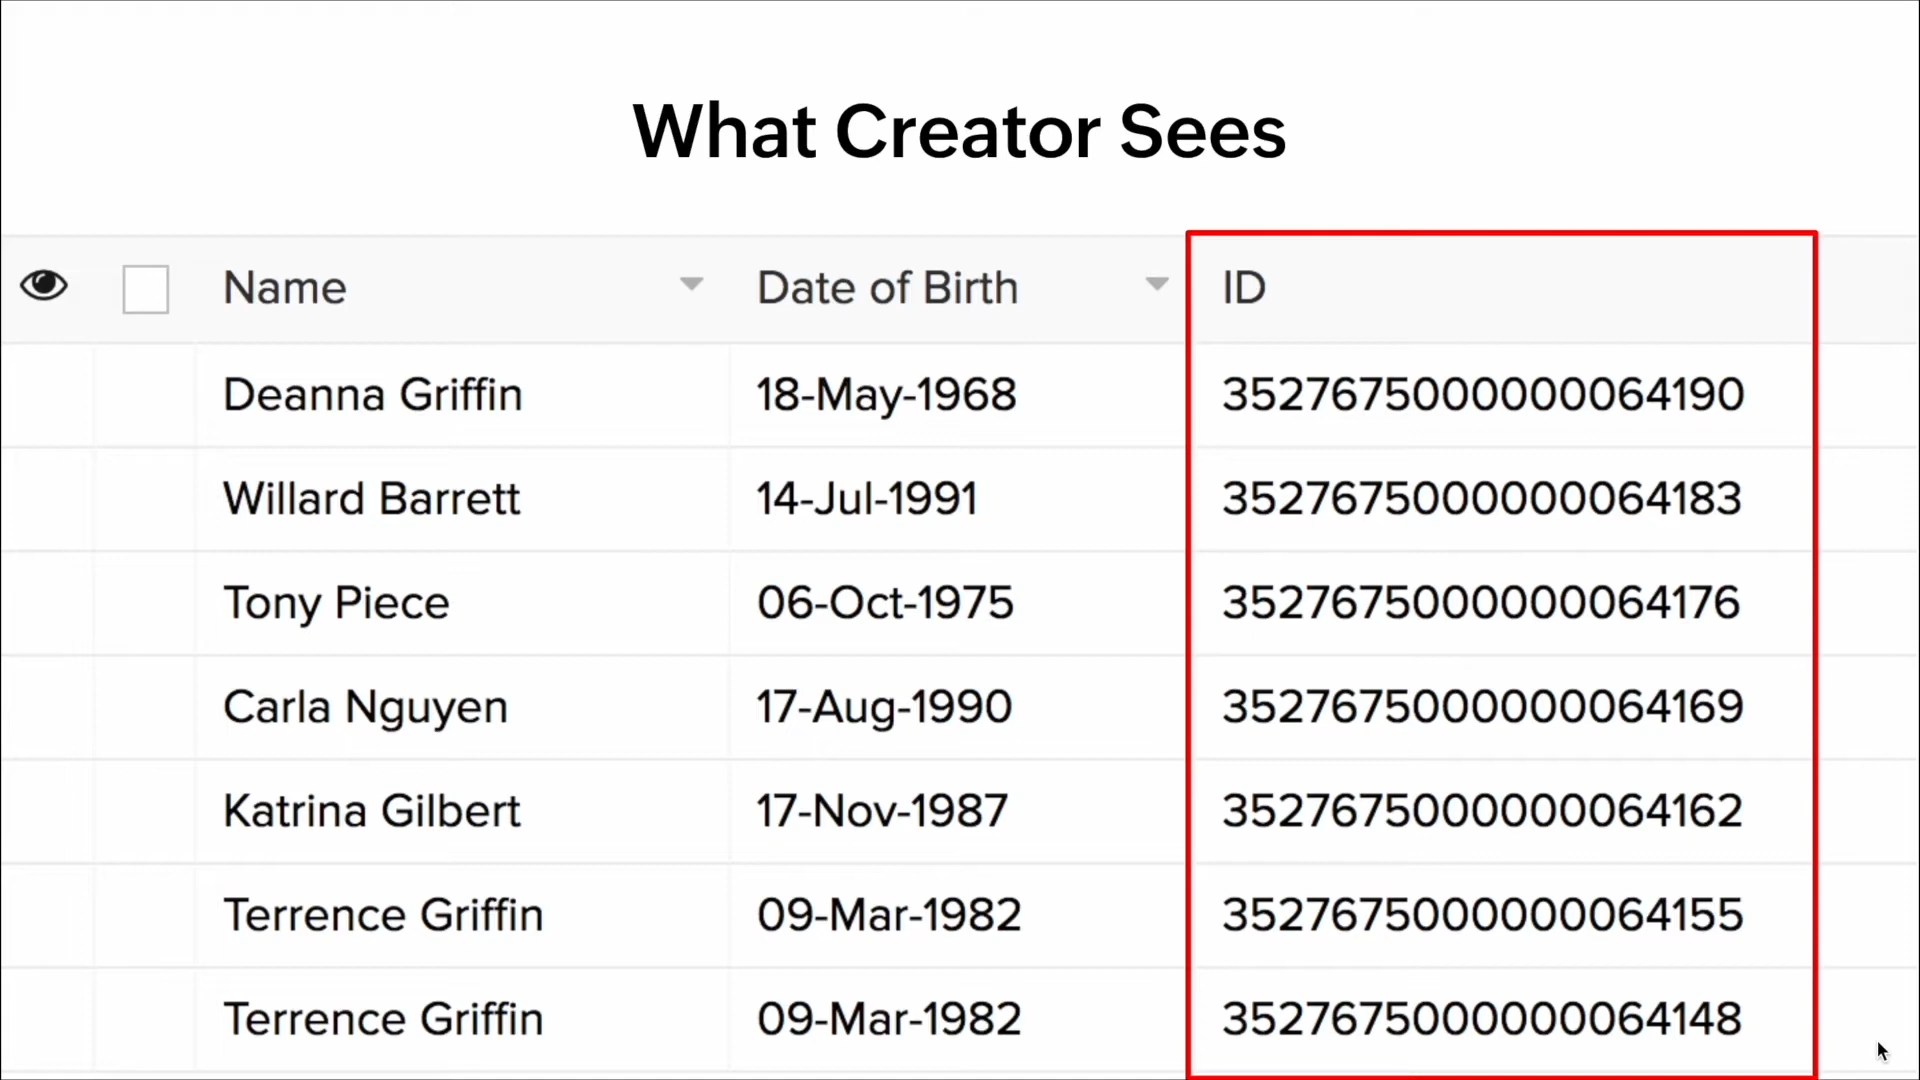 What Creator Sees
Name Date of Birth ID
Deanna Griffin 18-May-1968 3527675000000064190
Willard Barrett 14-Jul-1991 3527675000000064183
Tony Piece 06-Oct-1975 3527675000000064176
Carla Nguyen 17-Aug-1990 3527675000000064169
Katrina Gilbert 17-Nov-1987 3527675000000064162
Terrence Griffin 09-Mar-1982 3527675000000064155
Terrence Griffin 09-Mar-1982 3527675000000064148